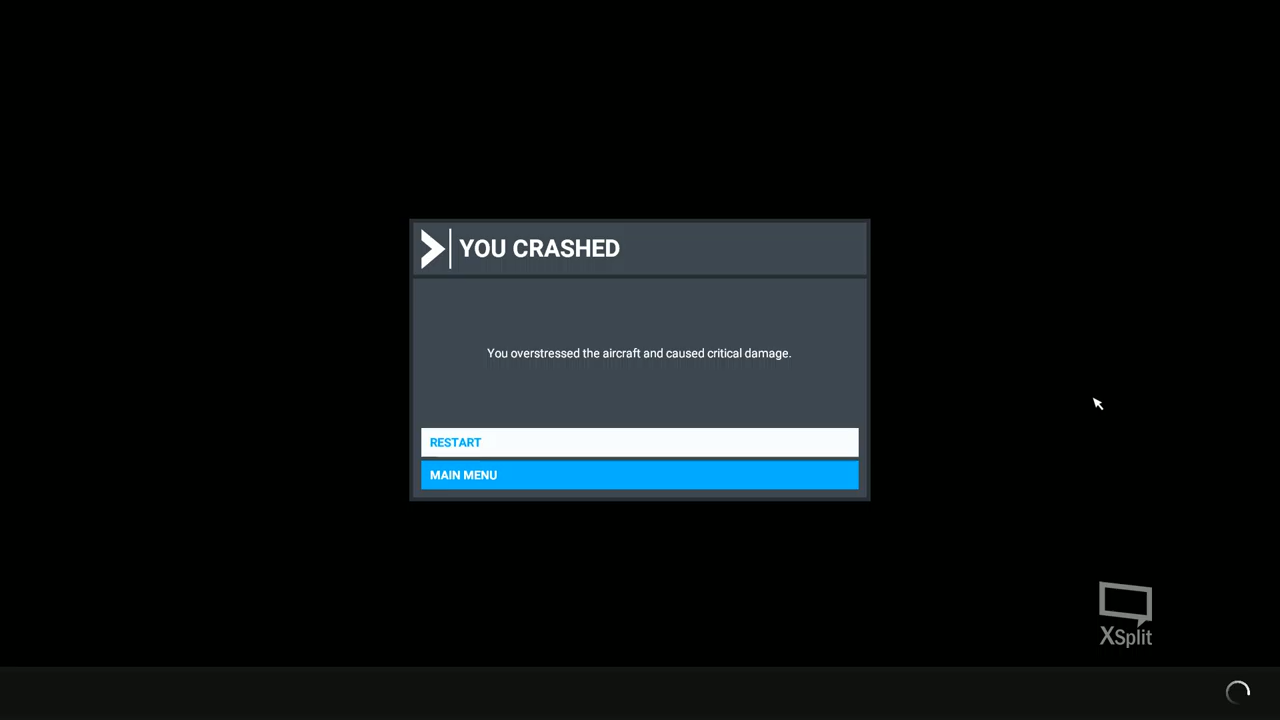 YOU CRASHED
You overstressed the aircraft and caused critical damage.
RESTART
MAIN MENU
XSplit